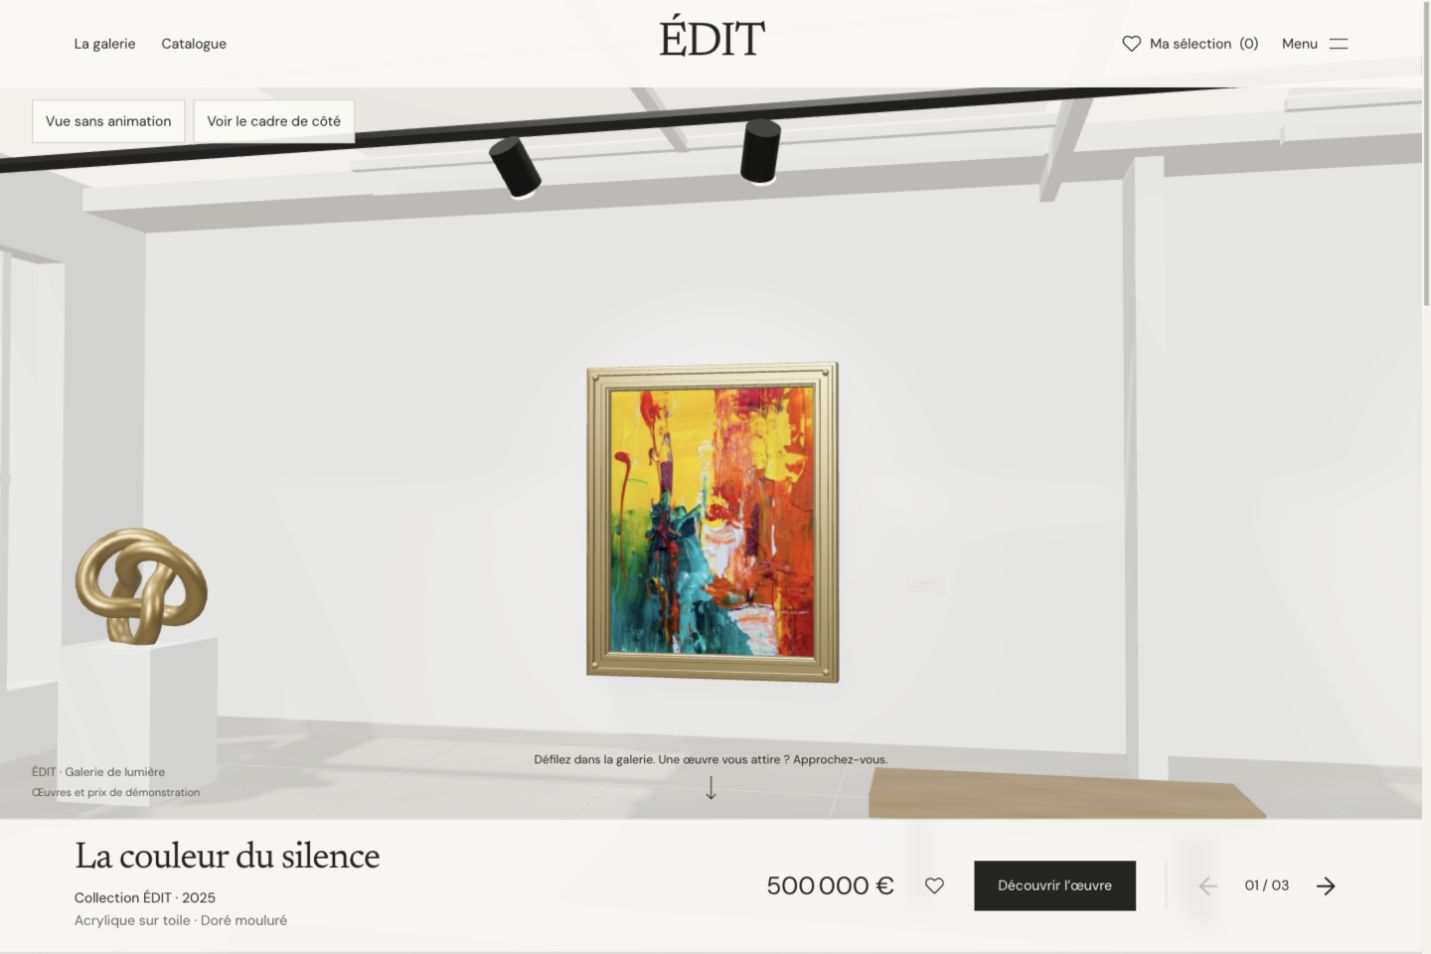 La galerie
Catalogue
ÉDIT
Ma sélection (0)
Menu
Vue sans animation
Voir le cadre de côté
Défilez dans la galerie. Une œuvre vous attire ? Approchez-vous.
ÉDIT · Galerie de lumière
Œuvres et prix de démonstration
La couleur du silence
Collection ÉDIT · 2025
Acrylique sur toile · Doré mouluré
500 000 €
Découvrir l'œuvre
01 / 03